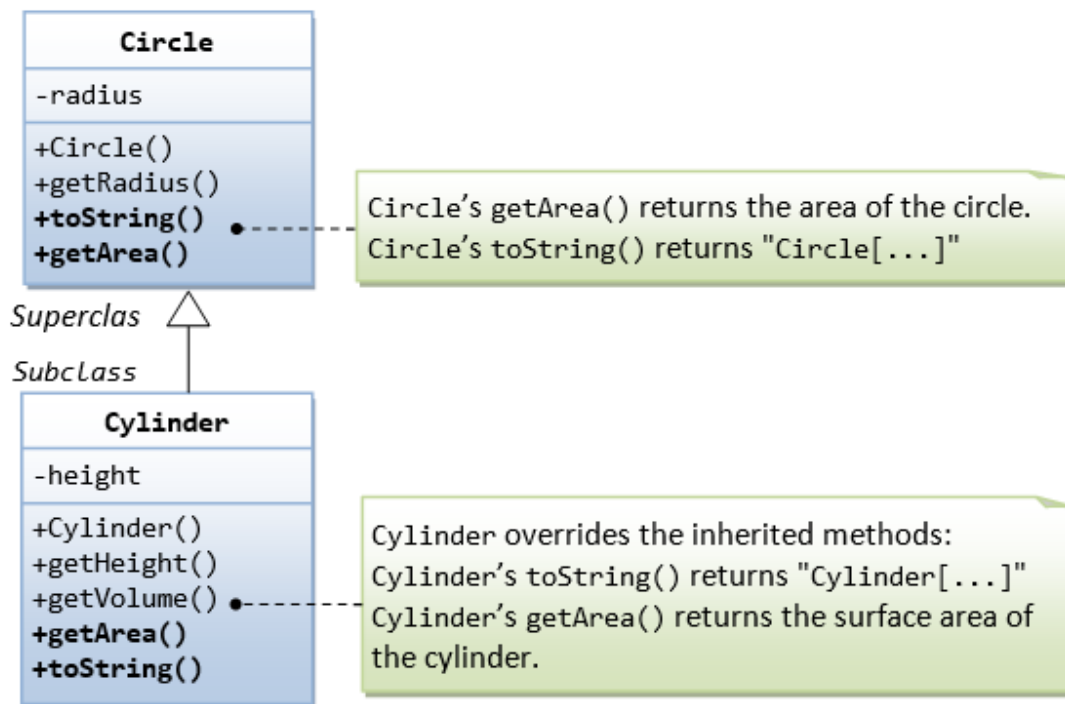 Circle
-radius
+Circle()
+getRadius()
+toString()
+getArea()
Circle’s getArea() returns the area of the circle.
Circle’s toString() returns "Circle[...]"
Superclas
Subclass
Cylinder
-height
+Cylinder()
+getHeight()
+getVolume()
+getArea()
+toString()
Cylinder overrides the inherited methods:
Cylinder’s toString() returns "Cylinder[...]"
Cylinder’s getArea() returns the surface area of
the cylinder.